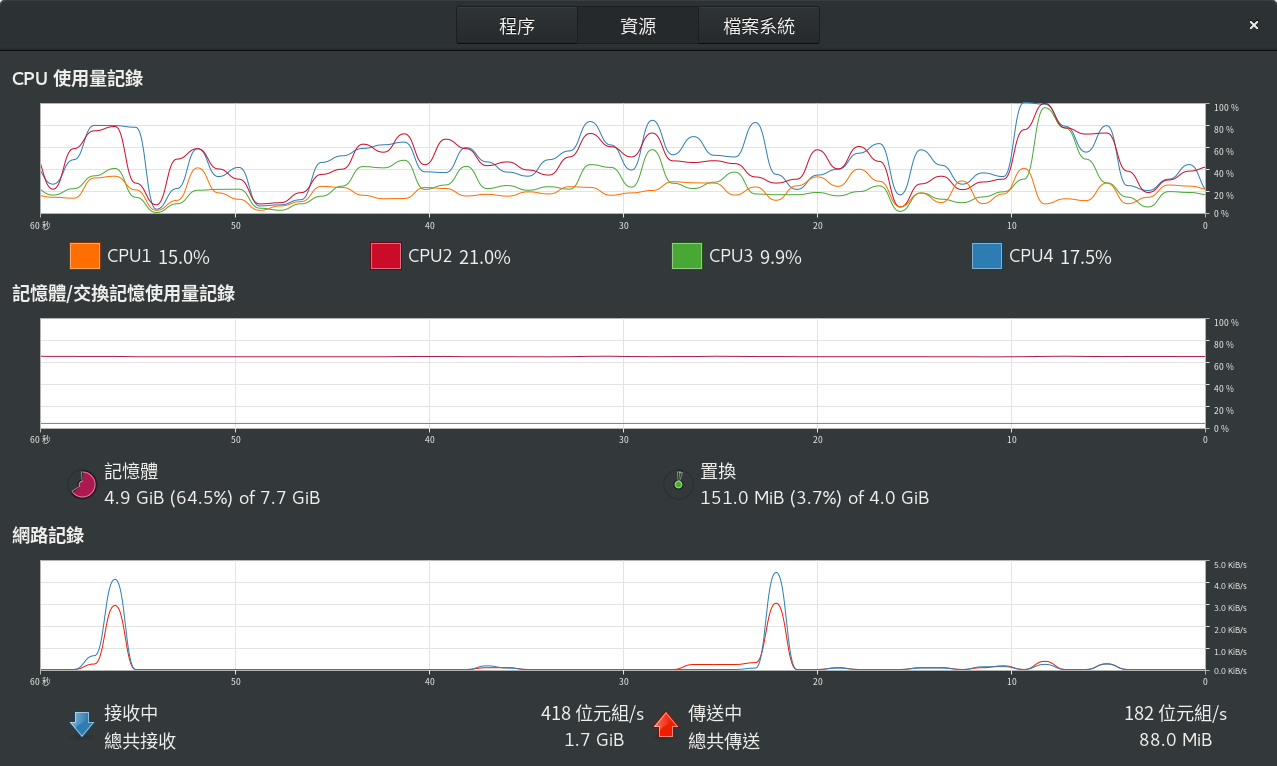 程序 資源 檔案系統 ×
CPU 使用量記錄
100 %
80 %
60 %
40 %
20 %
0 %
60 秒 50 40 30 20 10 0
CPU1 15.0% CPU2 21.0% CPU3 9.9% CPU4 17.5%
記憶體/交換記憶使用量記錄
100 %
80 %
60 %
40 %
20 %
0 %
60 秒 50 40 30 20 10 0
記憶體 置換
4.9 GiB (64.5%) of 7.7 GiB 151.0 MiB (3.7%) of 4.0 GiB
網路記錄
5.0 KiB/s
4.0 KiB/s
3.0 KiB/s
2.0 KiB/s
1.0 KiB/s
0.0 KiB/s
60 秒 50 40 30 20 10 0
接收中 418 位元組/s 傳送中 182 位元組/s
總共接收 1.7 GiB 總共傳送 88.0 MiB